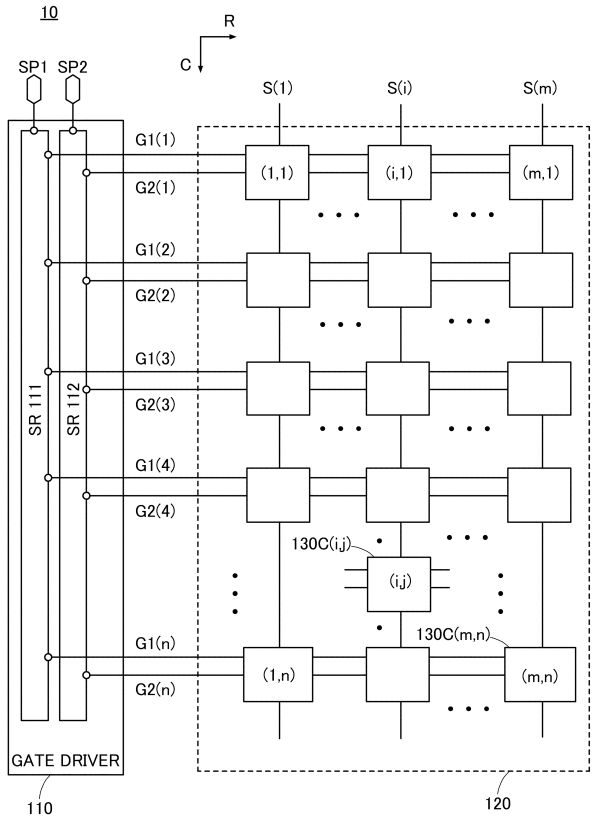 10
R
C
SP1 SP2
S(1) S(i) S(m)
G1(1)
(1,1) (i,1) (m,1)
G2(1)
G1(2)
G2(2)
G1(3)
G2(3)
SR 111
SR 112
G1(4)
G2(4)
130C(i,j)
(i,j)
G1(n)
130C(m,n)
(1,n) (m,n)
G2(n)
GATE DRIVER
110
120